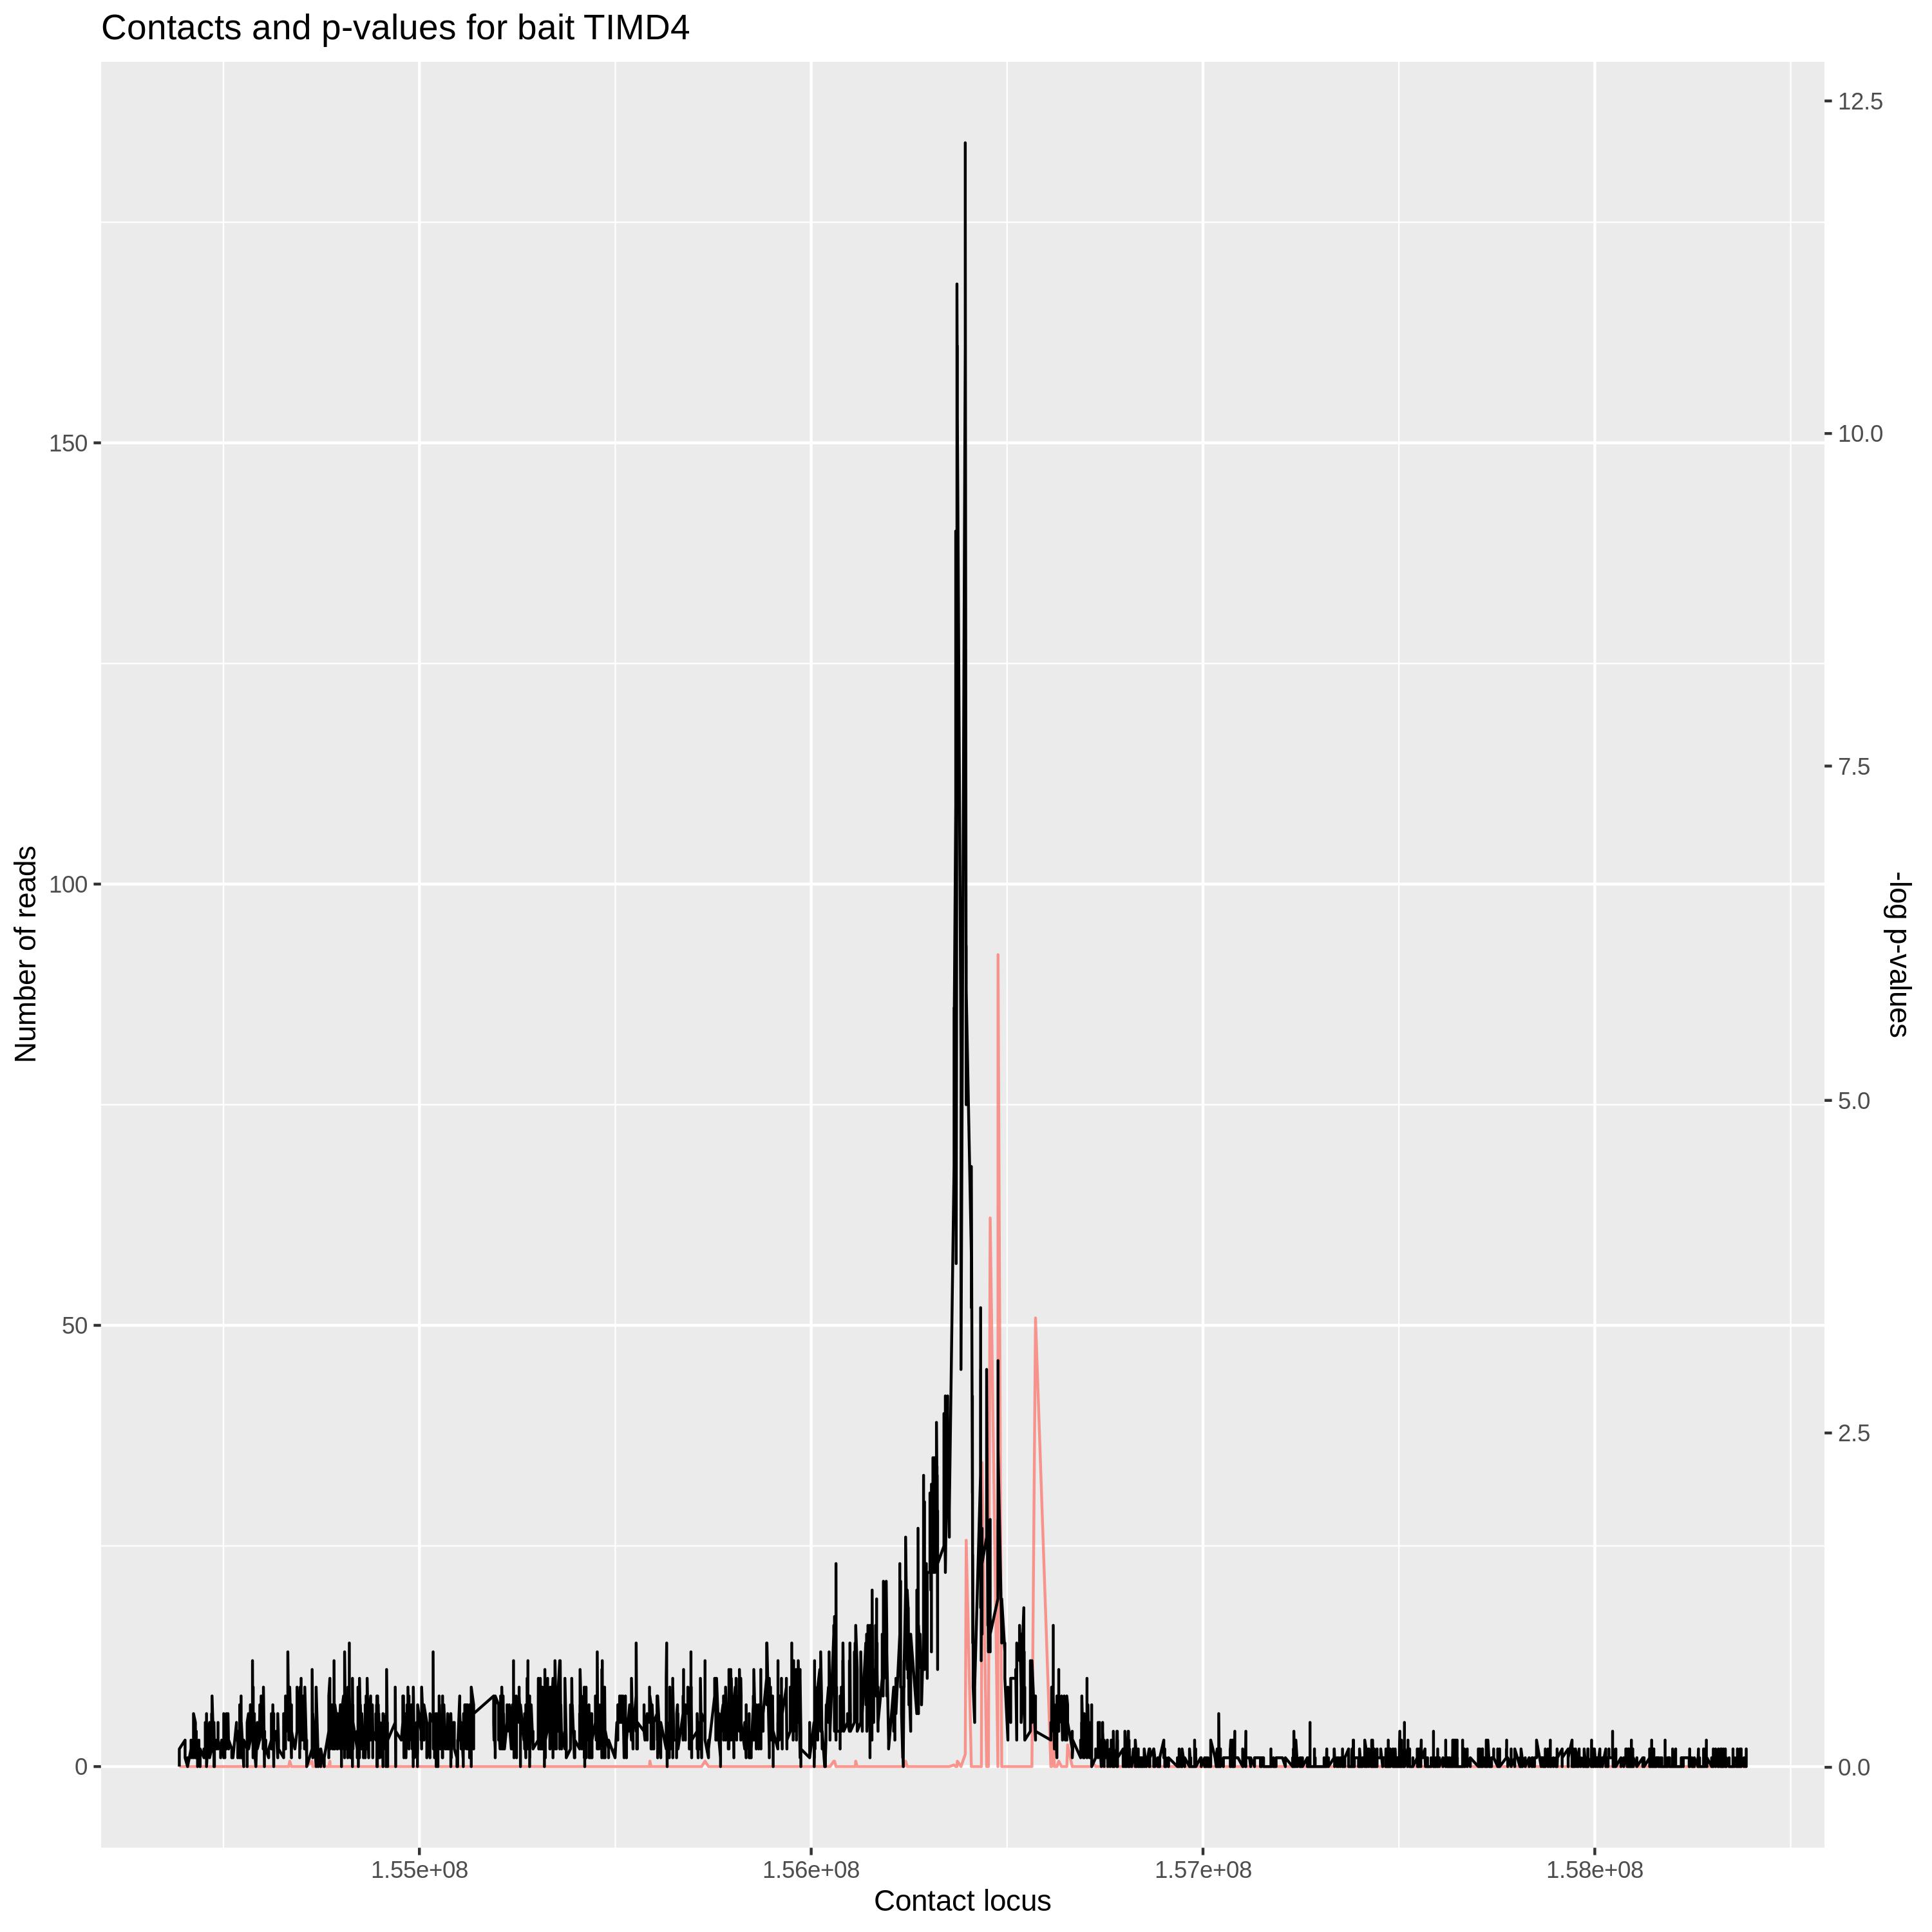 Contacts and p-values for bait TIMD4
12.5
10.0
7.5
5.0
2.5
0.0
150
100
50
0
Number of reads
-log p-values
1.55e+08
1.56e+08
1.57e+08
1.58e+08
Contact locus